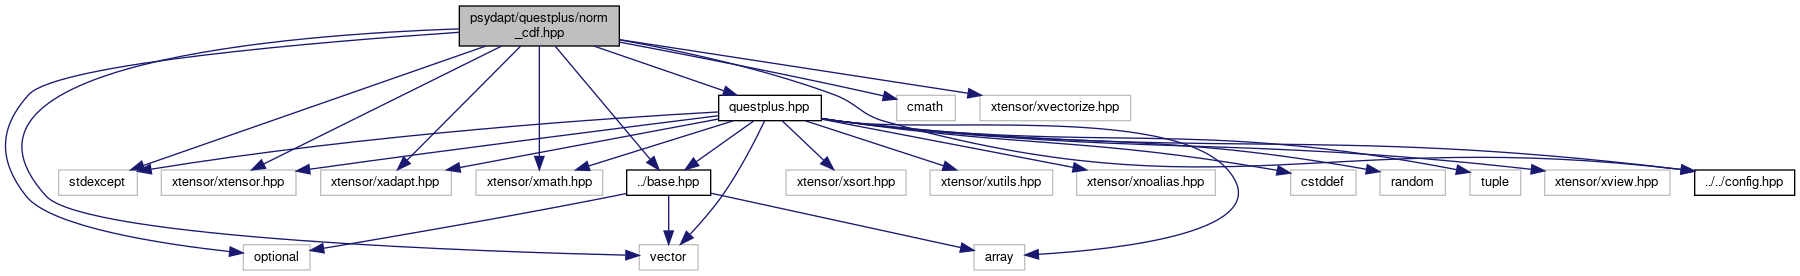 psydapt/questplus/norm
_cdf.hpp
questplus.hpp
cmath
xtensor/xvectorize.hpp
stdexcept
xtensor/xtensor.hpp
xtensor/xadapt.hpp
xtensor/xmath.hpp
../base.hpp
xtensor/xsort.hpp
xtensor/xutils.hpp
xtensor/xnoalias.hpp
cstddef
random
tuple
xtensor/xview.hpp
../../config.hpp
optional
vector
array